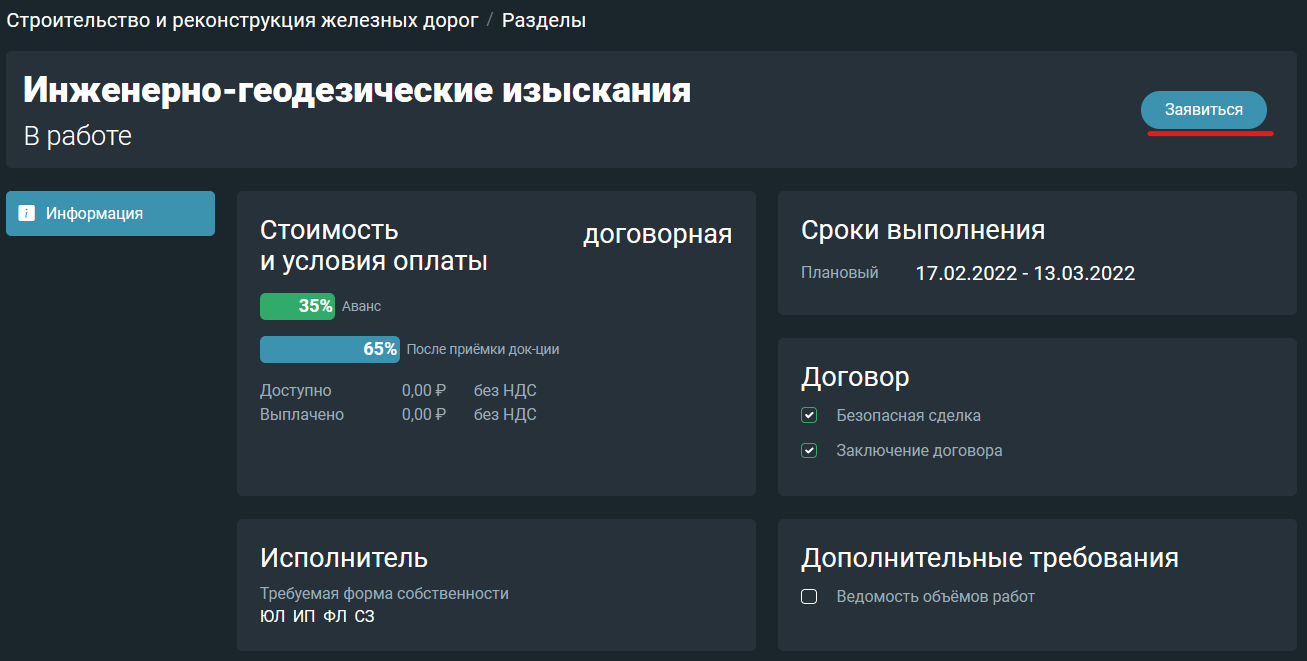 Строительство и реконструкция железных дорог / Разделы
Инженерно-геодезические изыскания
В работе
Заявиться
Информация
Стоимость
и условия оплаты
договорная
35% Аванс
65% После приёмки док-ции
Доступно 0,00 ₽ без НДС
Выплачено 0,00 ₽ без НДС
Сроки выполнения
Плановый 17.02.2022 - 13.03.2022
Договор
Безопасная сделка
Заключение договора
Исполнитель
Требуемая форма собственности
ЮЛ ИП ФЛ СЗ
Дополнительные требования
Ведомость объёмов работ